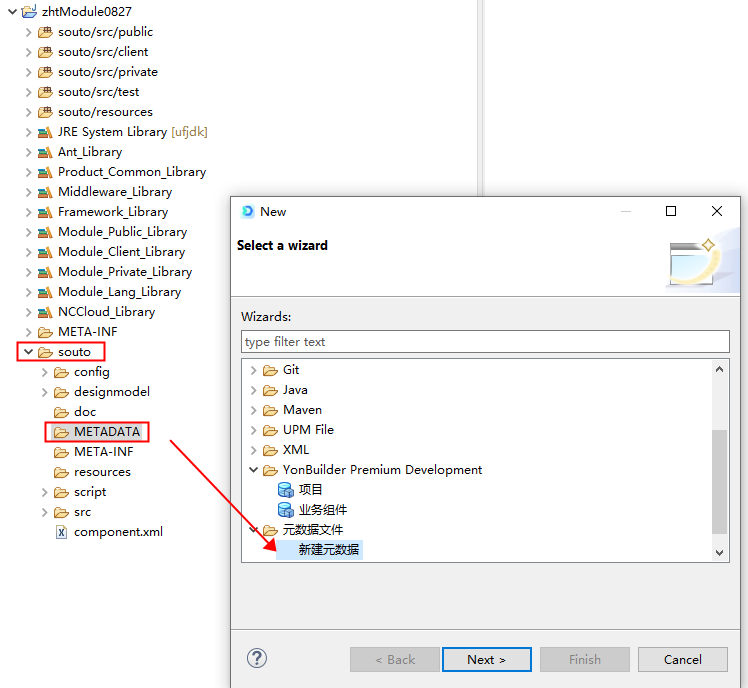 zhtModule0827
souto/src/public
souto/src/client
souto/src/private
souto/src/test
souto/resources
JRE System Library [ufjdk]
Ant_Library
Product_Common_Library
Middleware_Library
Framework_Library
Module_Public_Library
Module_Client_Library
Module_Private_Library
Module_Lang_Library
NCCloud_Library
META-INF
souto
config
designmodel
doc
METADATA
META-INF
resources
script
src
component.xml
New
Select a wizard
Wizards:
type filter text
Git
Java
Maven
UPM File
XML
YonBuilder Premium Development
项目
业务组件
元数据文件
新建元数据
?
< Back
Next >
Finish
Cancel